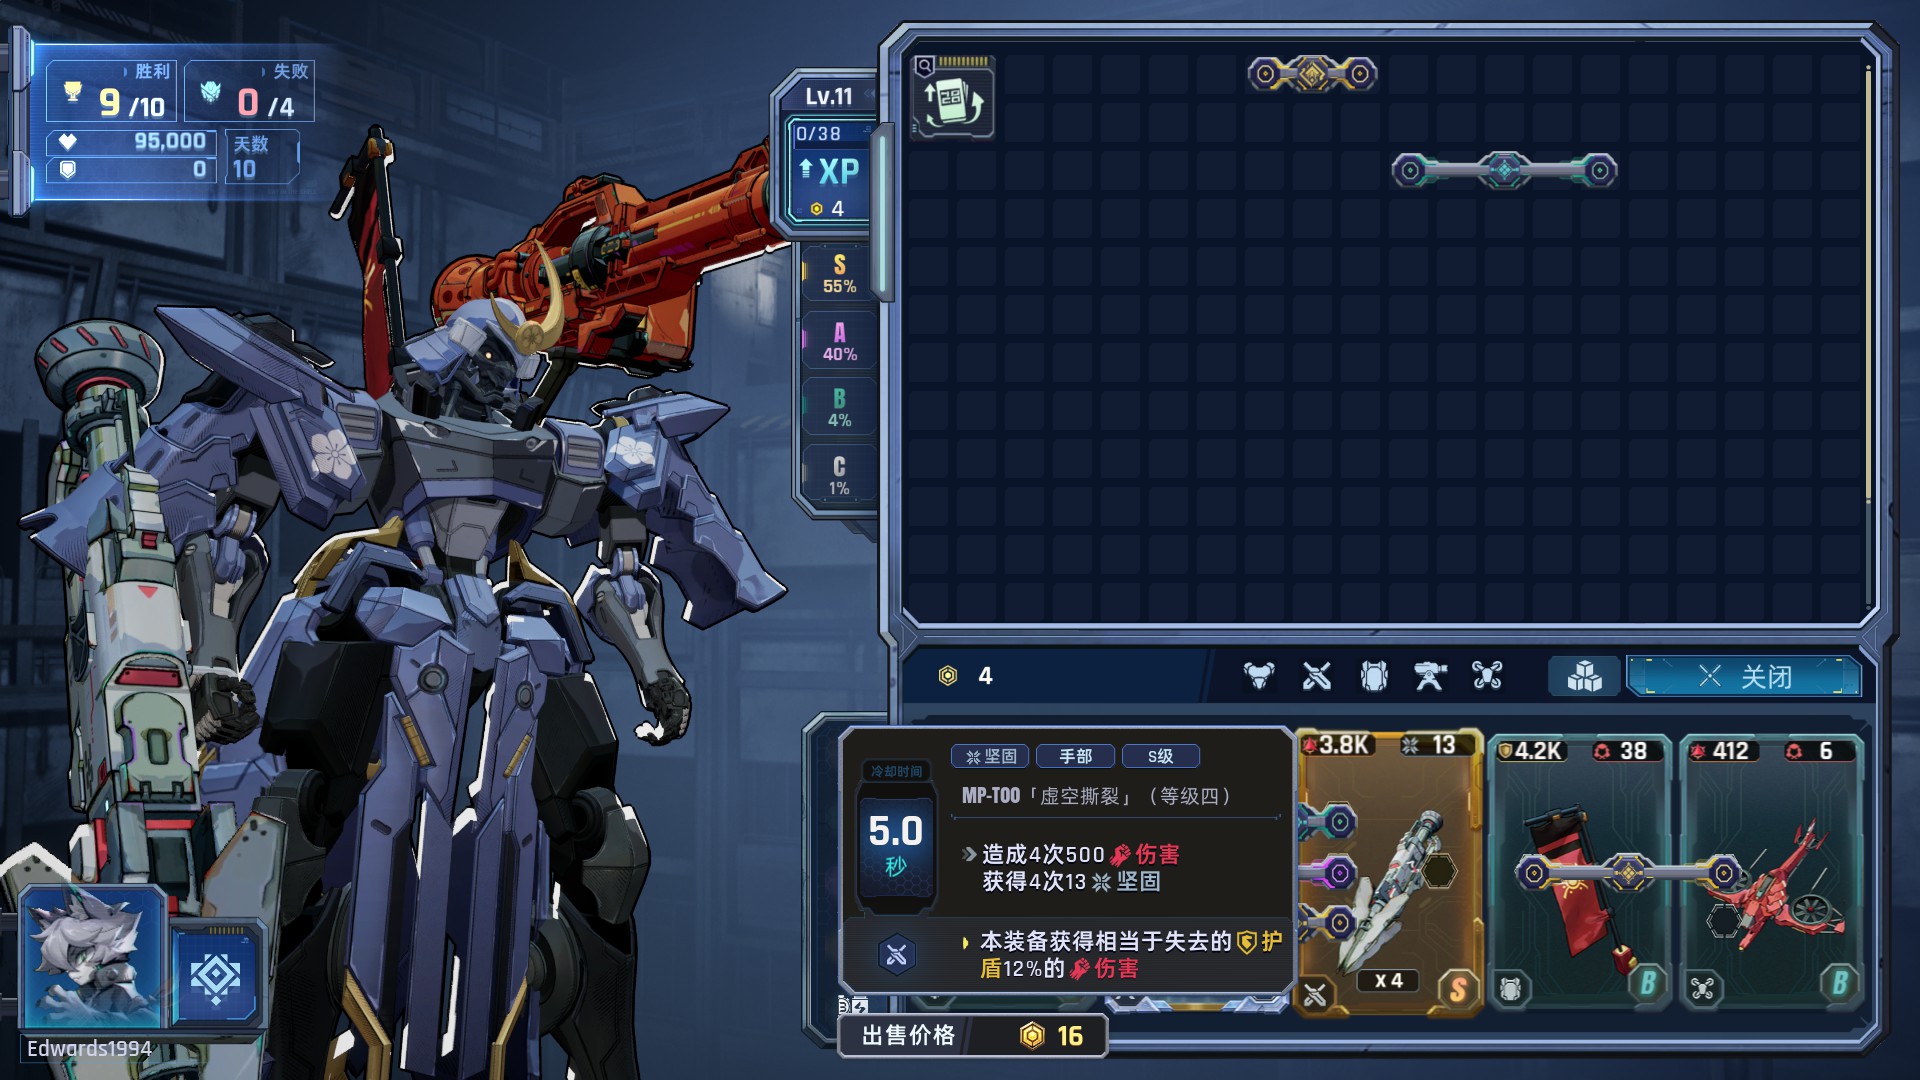 胜利
9 /10
失败
0 /4
95,000
0
天数
10
Lv.11
0/38
XP
4
S
55%
A
40%
B
4%
C
1%
4
关闭
冷却时间
5.0
秒
坚固
手部
S级
MP-T00「虚空撕裂」（等级四）
造成4次500伤害
获得4次13坚固
本装备获得相当于失去的护
盾12%的伤害
出售价格
16
3.8K
13
x4
S
4.2K
38
B
412
6
B
Edwards1994